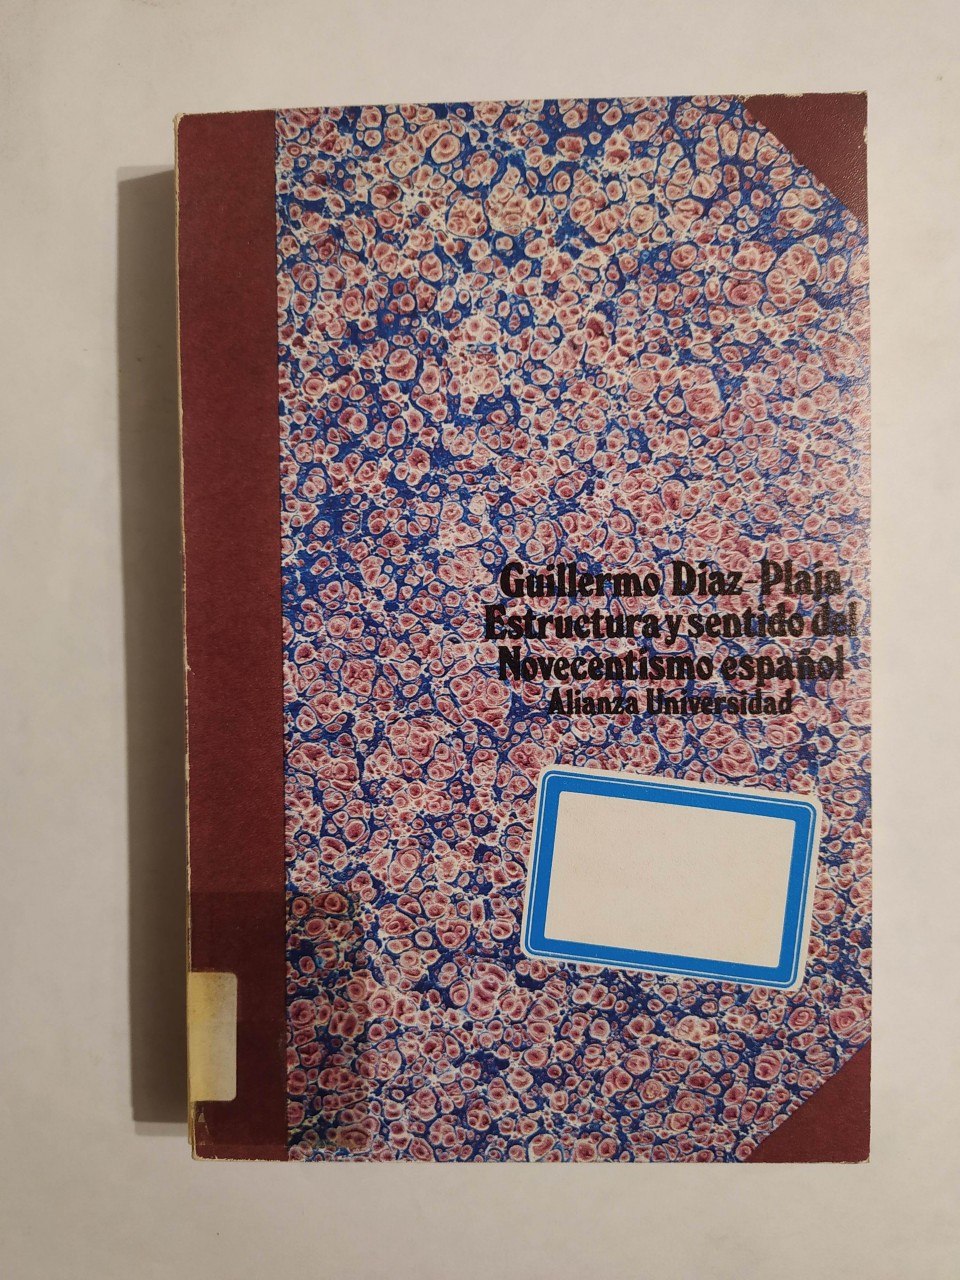 Guillermo Díaz-Plaja
Estructura y sentido del
Novecentismo español
Alianza Universidad